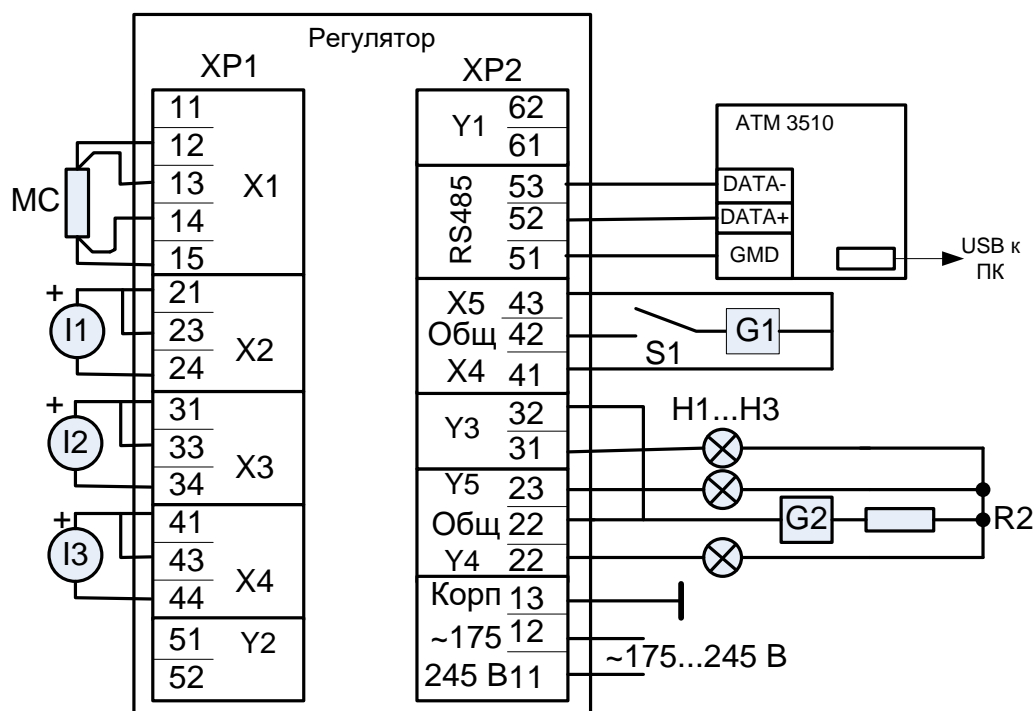 Регулятор
XP1
XP2
11
12
13
14
15
X1
MC
21
23
24
X2
+
I1
31
33
34
X3
+
I2
41
43
44
X4
+
I3
51
52
Y2
Y1
62
61
RS485
53
52
51
X5 43
Общ 42
X4 41
Y3
32
31
Y5 23
Общ 22
Y4 22
Корп 13
~175 12
245 В 11
ATM 3510
DATA-
DATA+
GMD
USB к
ПК
S1
G1
H1...H3
G2
R2
~175...245 В